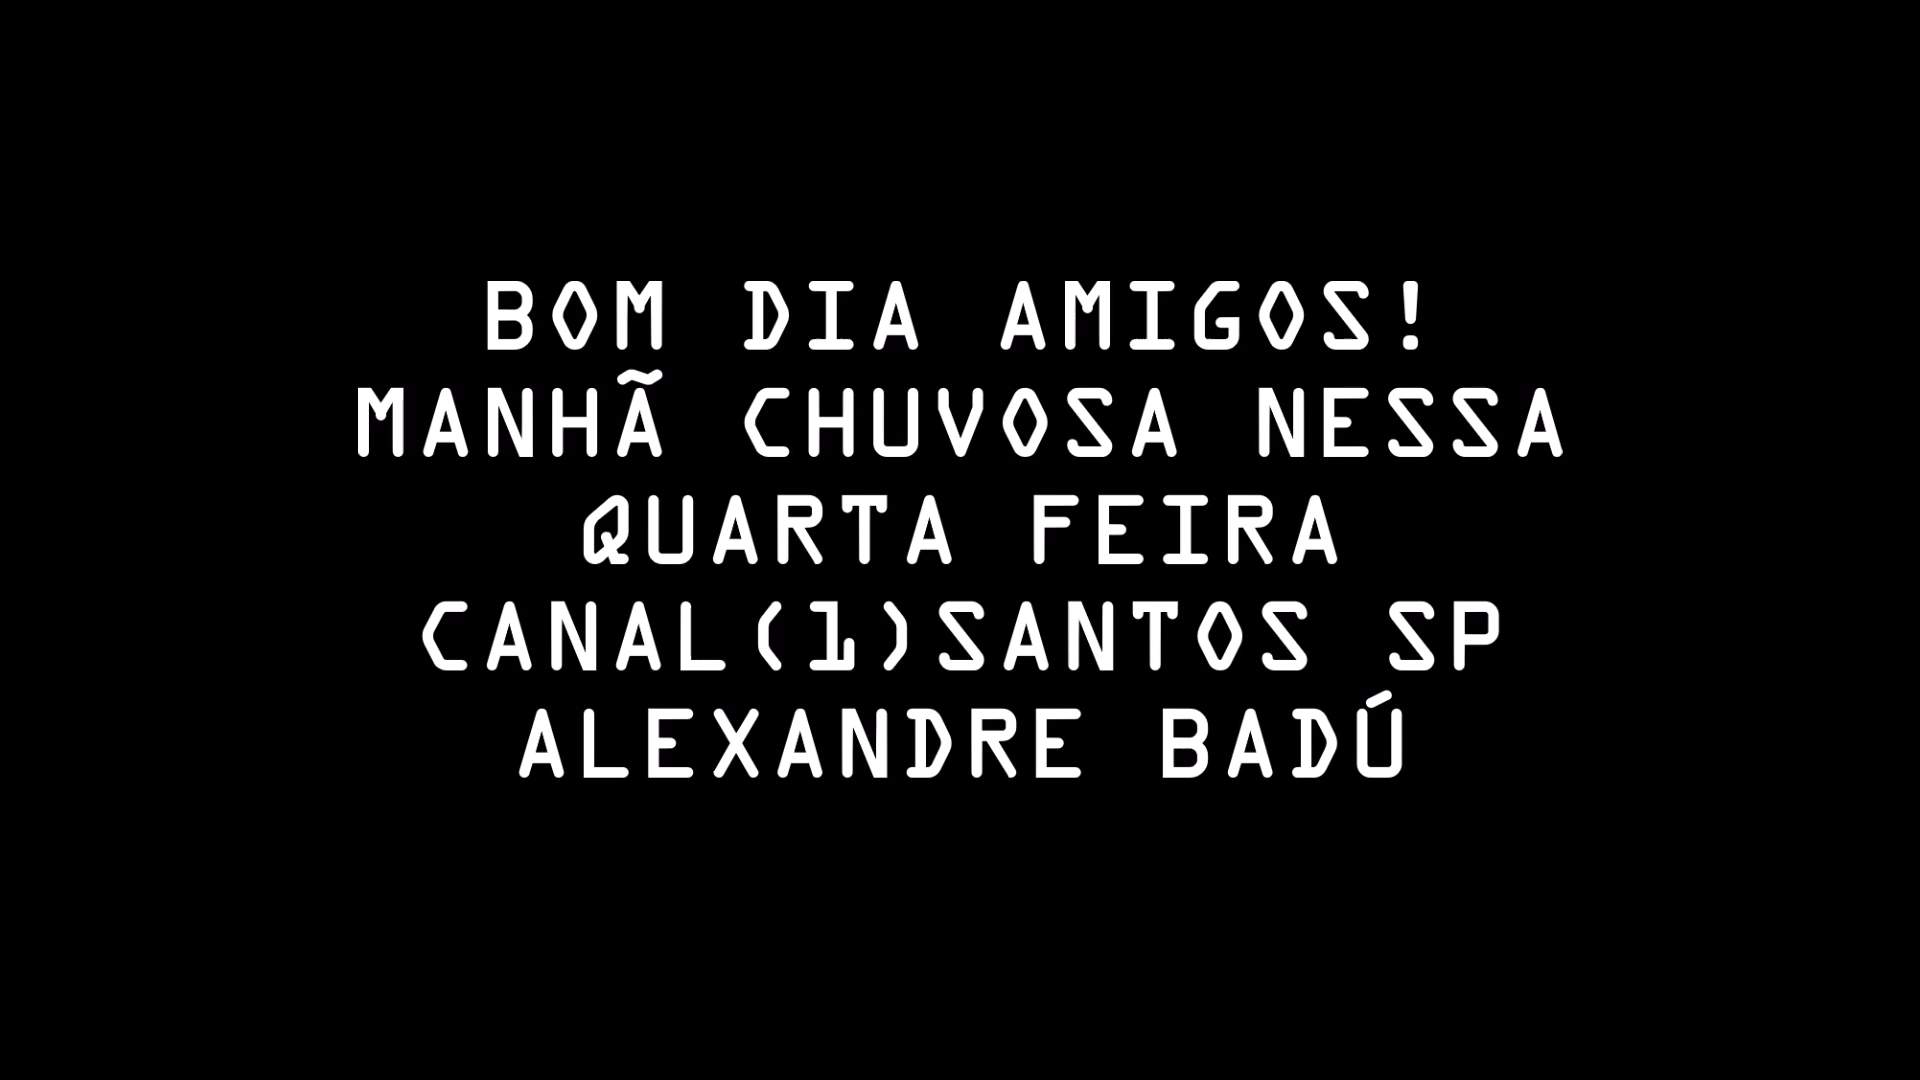 BOM DIA AMIGOS!
MANHÃ CHUVOSA NESSA
QUARTA FEIRA
CANAL(1)SANTOS SP
ALEXANDRE BADÚ